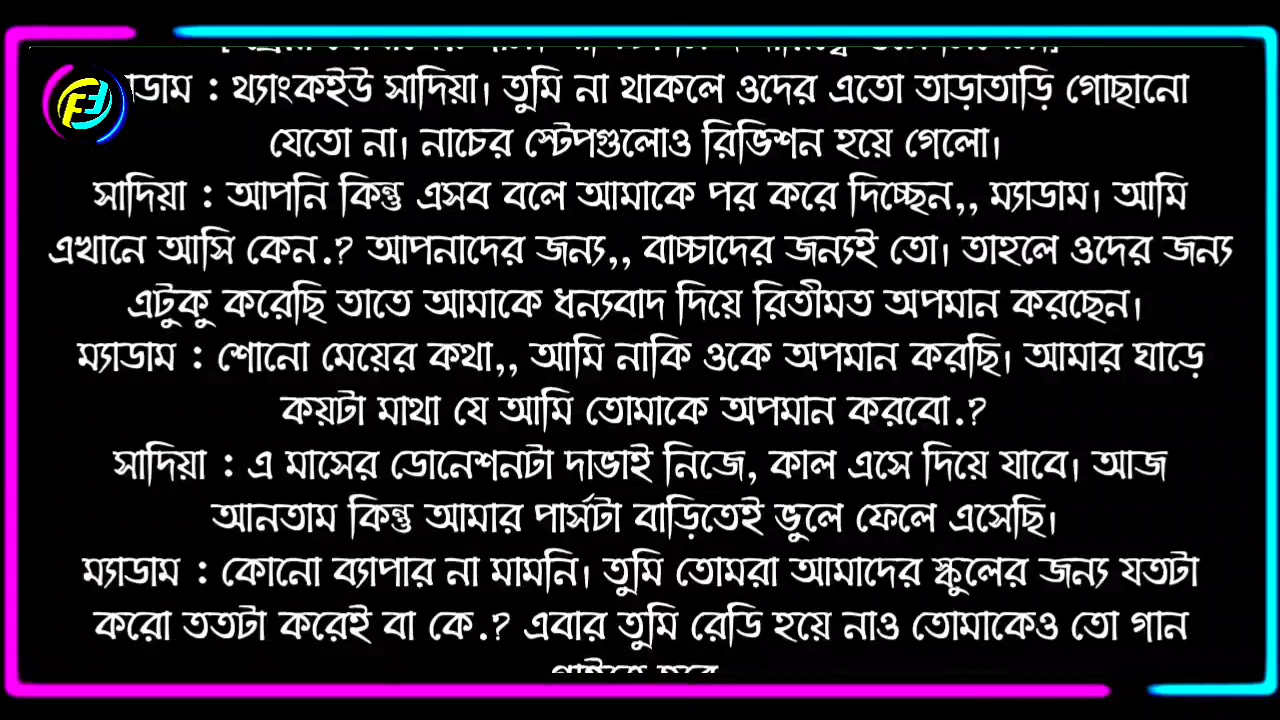 ডাম : থ্যাংকইউ সাদিয়া। তুমি না থাকলে ওদের এতো তাড়াতাড়ি গোছানো
যেতো না। নাচের স্টেপগুলোও রিভিশন হয়ে গেলো।
সাদিয়া : আপনি কিন্তু এসব বলে আমাকে পর করে দিচ্ছেন,, ম্যাডাম। আমি
এখানে আসি কেন.? আপনাদের জন্য,, বাচ্চাদের জন্যই তো। তাহলে ওদের জন্য
এটুকু করেছি তাতে আমাকে ধন্যবাদ দিয়ে রিতীমত অপমান করছেন।
ম্যাডাম : শোনো মেয়ের কথা,, আমি নাকি ওকে অপমান করছি। আমার ঘাড়ে
কয়টা মাথা যে আমি তোমাকে অপমান করবো.?
সাদিয়া : এ মাসের ডোনেশনটা দাভাই নিজে, কাল এসে দিয়ে যাবে। আজ
আনতাম কিন্তু আমার পার্সটা বাড়িতেই ভুলে ফেলে এসেছি।
ম্যাডাম : কোনো ব্যাপার না মামনি। তুমি তোমরা আমাদের স্কুলের জন্য যতটা
করো ততটা করেই বা কে.? এবার তুমি রেডি হয়ে নাও তোমাকেও তো গান